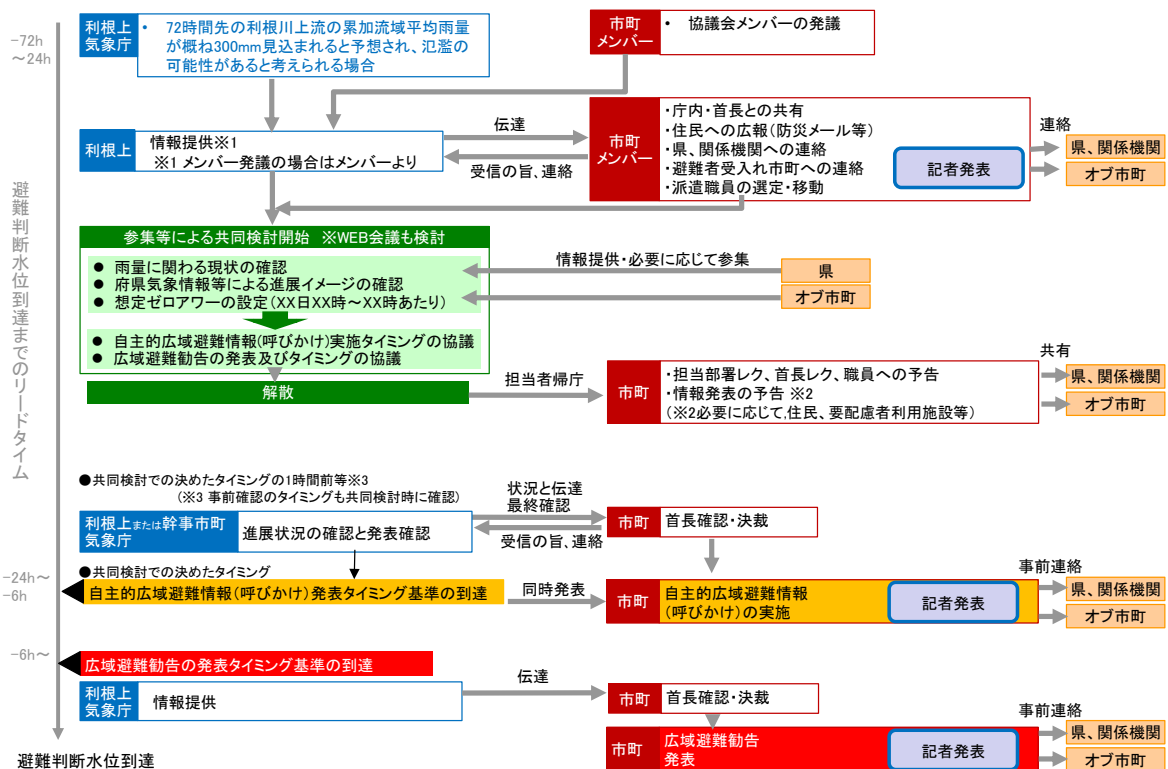 -72h
～24h
利根上
気象庁
・ 72時間先の利根川上流の累加流域平均雨量
が概ね300mm見込まれると予想され、氾濫の
可能性があると考えられる場合
市町
メンバー
・ 協議会メンバーの発議
利根上
情報提供※1
※1 メンバー発議の場合はメンバーより
伝達
受信の旨、連絡
市町
メンバー
・庁内・首長との共有
・住民への広報(防災メール等)
・県、関係機関への連絡
・避難者受入れ市町への連絡
・派遣職員の選定・移動
記者発表
連絡
県、関係機関
オブ市町
避難判断水位到達までのリードタイム
参集等による共同検討開始 ※WEB会議も検討
● 雨量に関わる現状の確認
● 府県気象情報等による進展イメージの確認
● 想定ゼロアワーの設定(XX日XX時～XX時あたり)
● 自主的広域避難情報(呼びかけ)実施タイミングの協議
● 広域避難勧告の発表及びタイミングの協議
情報提供・必要に応じて参集
県
オブ市町
解散
担当者帰庁
市町
・担当部署レク、首長レク、職員への予告
・情報発表の予告 ※2
(※2必要に応じて,住民、要配慮者利用施設等)
共有
県、関係機関
オブ市町
●共同検討での決めたタイミングの1時間前等※3
(※3 事前確認のタイミングも共同検討時に確認)
利根上または幹事市町
気象庁
進展状況の確認と発表確認
状況と伝達
最終確認
受信の旨、連絡
市町
首長確認・決裁
-24h～
-6h
●共同検討での決めたタイミング
自主的広域避難情報(呼びかけ)発表タイミング基準の到達
同時発表
市町
自主的広域避難情報
(呼びかけ)の実施
記者発表
事前連絡
県、関係機関
オブ市町
-6h～
広域避難勧告の発表タイミング基準の到達
利根上
気象庁
情報提供
伝達
市町
首長確認・決裁
市町
広域避難勧告
発表
記者発表
事前連絡
県、関係機関
オブ市町
避難判断水位到達